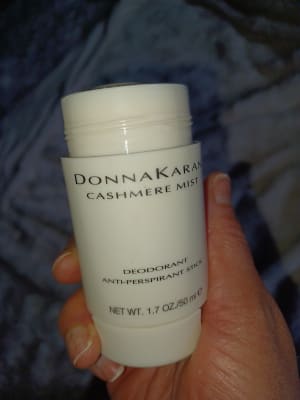 DONNAKARAN
CASHMERE MIST
DEODORANT
ANTI-PERSPIRANT STICK
NET WT. 1.7 OZ./50 ml ℮